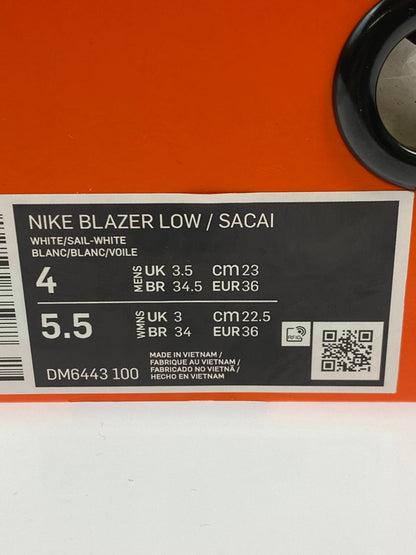 NIKE BLAZER LOW / SACAI
WHITE/SAIL-WHITE
BLANC/BLANC/VOILE
4 MENS UK 3.5 cm 23
BR 34.5 EUR 36
5.5 WMNS UK 3 cm 22.5
BR 34 EUR 36
MADE IN VIETNAM /
FABRIQUE AU VIETNAM /
FABRICADO NO VIETNÃ /
HECHO EN VIETNAM
RFID
DM6443 100